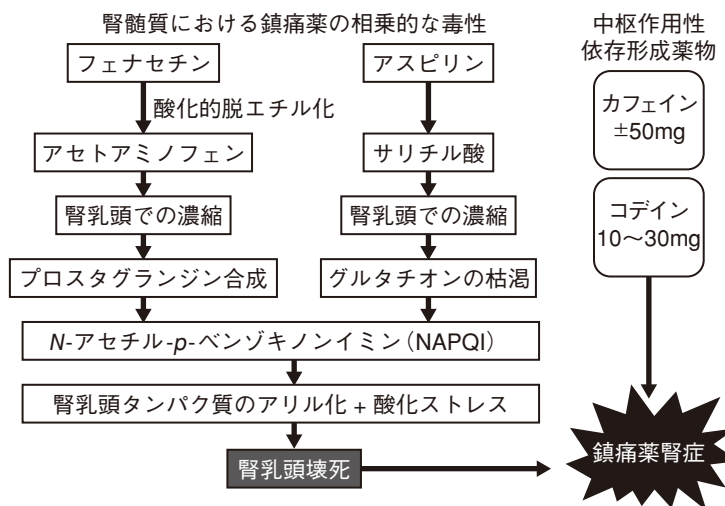 腎髄質における鎮痛薬の相乗的な毒性
フェナセチン
酸化的脱エチル化
アセトアミノフェン
腎乳頭での濃縮
プロスタグランジン合成
アスピリン
サリチル酸
腎乳頭での濃縮
グルタチオンの枯渇
N-アセチル-p-ベンゾキノンイミン（NAPQI）
腎乳頭タンパク質のアリル化 + 酸化ストレス
腎乳頭壊死
中枢作用性
依存形成薬物
カフェイン
±50mg
コデイン
10〜30mg
鎮痛薬腎症